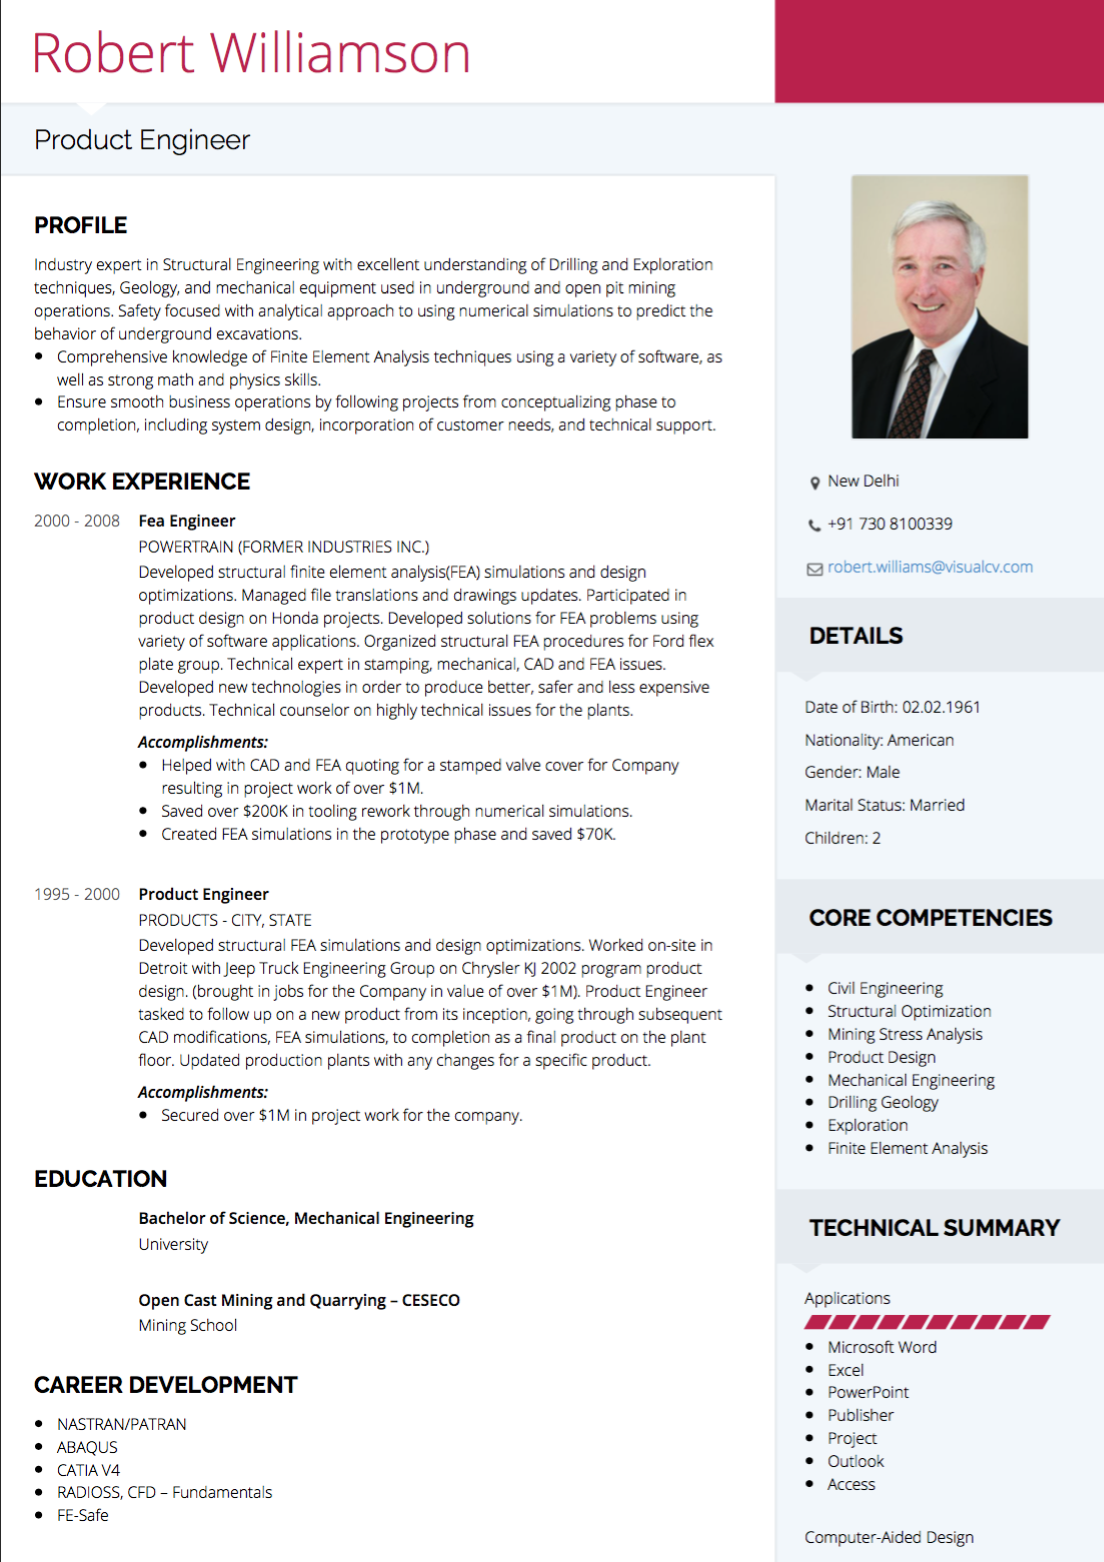 Robert Williamson
Product Engineer
PROFILE
Industry expert in Structural Engineering with excellent understanding of Drilling and Exploration
techniques, Geology, and mechanical equipment used in underground and open pit mining
operations. Safety focused with analytical approach to using numerical simulations to predict the
behavior of underground excavations.
• Comprehensive knowledge of Finite Element Analysis techniques using a variety of software, as
well as strong math and physics skills.
• Ensure smooth business operations by following projects from conceptualizing phase to
completion, including system design, incorporation of customer needs, and technical support.
WORK EXPERIENCE
2000 - 2008 Fea Engineer
POWERTRAIN (FORMER INDUSTRIES INC.)
Developed structural finite element analysis(FEA) simulations and design
optimizations. Managed file translations and drawings updates. Participated in
product design on Honda projects. Developed solutions for FEA problems using
variety of software applications. Organized structural FEA procedures for Ford flex
plate group. Technical expert in stamping, mechanical, CAD and FEA issues.
Developed new technologies in order to produce better, safer and less expensive
products. Technical counselor on highly technical issues for the plants.
Accomplishments:
• Helped with CAD and FEA quoting for a stamped valve cover for Company
resulting in project work of over $1M.
• Saved over $200K in tooling rework through numerical simulations.
• Created FEA simulations in the prototype phase and saved $70K.
1995 - 2000 Product Engineer
PRODUCTS - CITY, STATE
Developed structural FEA simulations and design optimizations. Worked on-site in
Detroit with Jeep Truck Engineering Group on Chrysler KJ 2002 program product
design. (brought in jobs for the Company in value of over $1M). Product Engineer
tasked to follow up on a new product from its inception, going through subsequent
CAD modifications, FEA simulations, to completion as a final product on the plant
floor. Updated production plants with any changes for a specific product.
Accomplishments:
• Secured over $1M in project work for the company.
EDUCATION
Bachelor of Science, Mechanical Engineering
University
Open Cast Mining and Quarrying – CESECO
Mining School
CAREER DEVELOPMENT
• NASTRAN/PATRAN
• ABAQUS
• CATIA V4
• RADIOSS, CFD – Fundamentals
• FE-Safe
New Delhi
+91 730 8100339
robert.williams@visualcv.com
DETAILS
Date of Birth: 02.02.1961
Nationality: American
Gender: Male
Marital Status: Married
Children: 2
CORE COMPETENCIES
• Civil Engineering
• Structural Optimization
• Mining Stress Analysis
• Product Design
• Mechanical Engineering
• Drilling Geology
• Exploration
• Finite Element Analysis
TECHNICAL SUMMARY
Applications
• Microsoft Word
• Excel
• PowerPoint
• Publisher
• Project
• Outlook
• Access
Computer-Aided Design